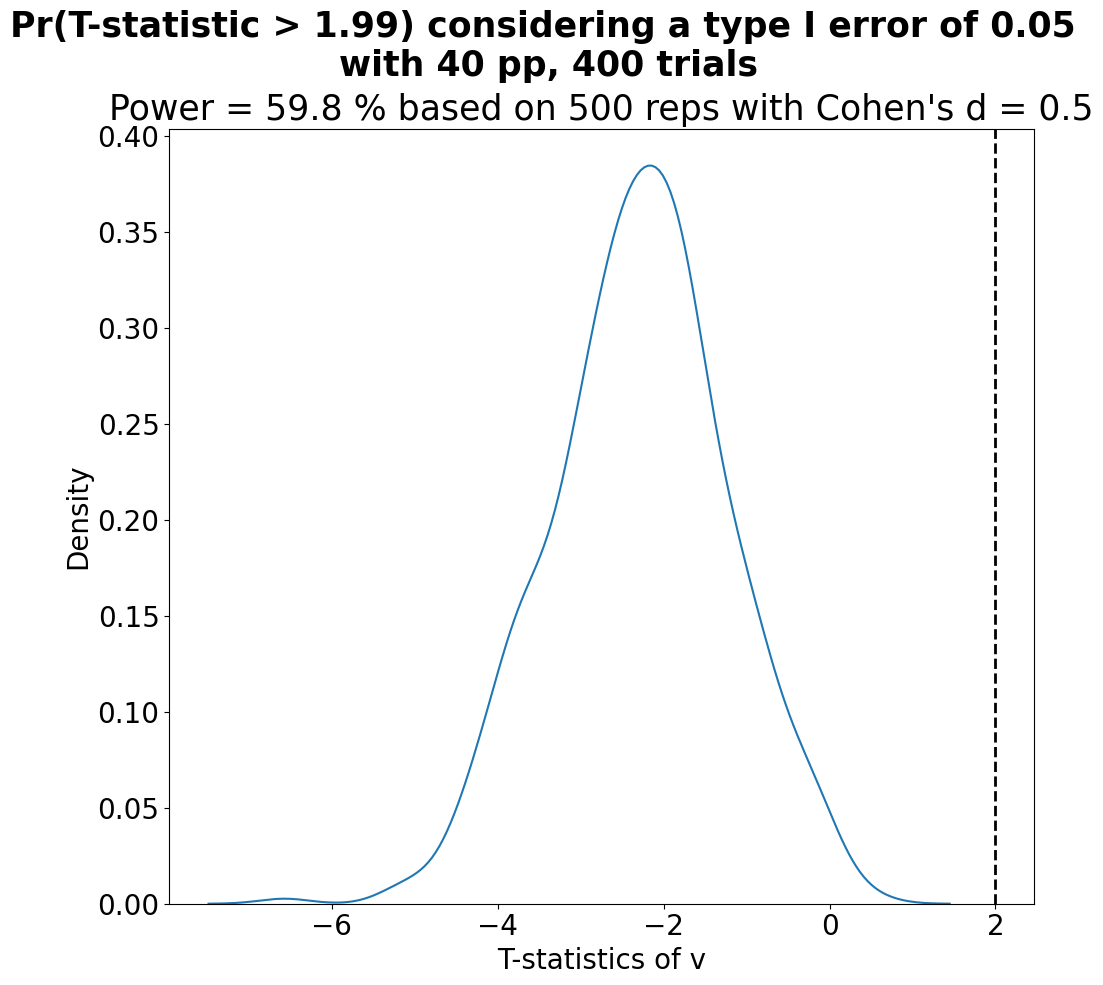 Pr(T-statistic > 1.99) considering a type I error of 0.05
with 40 pp, 400 trials
Power = 59.8 % based on 500 reps with Cohen's d = 0.5
0.40
0.35
0.30
0.25
0.20
0.15
0.10
0.05
0.00
Density
−6
−4
−2
0
2
T-statistics of v